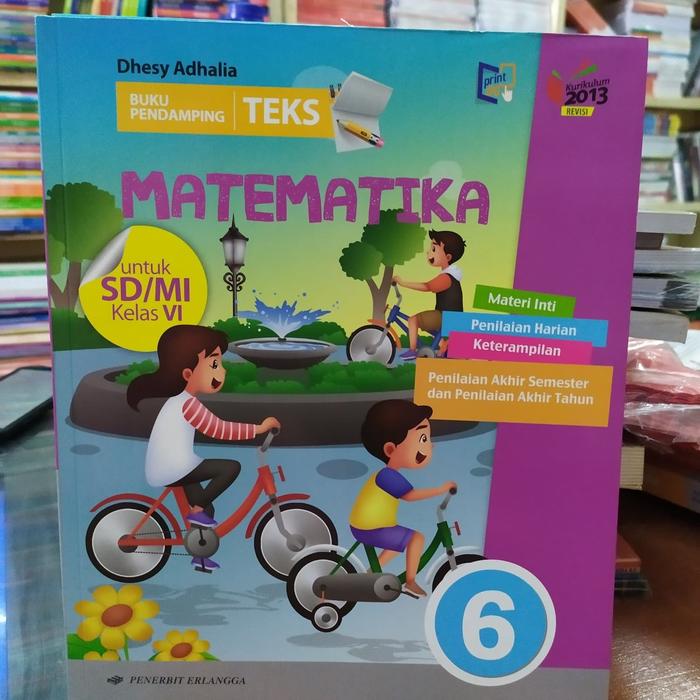 Dhesy Adhalia
BUKU
PENDAMPING
TEKS
print
Kurikulum
2013
REVISI
MATEMATIKA
untuk
SD/MI
Kelas VI
Materi Inti
Penilaian Harian
Keterampilan
Penilaian Akhir Semester
dan Penilaian Akhir Tahun
6
PENERBIT ERLANGGA